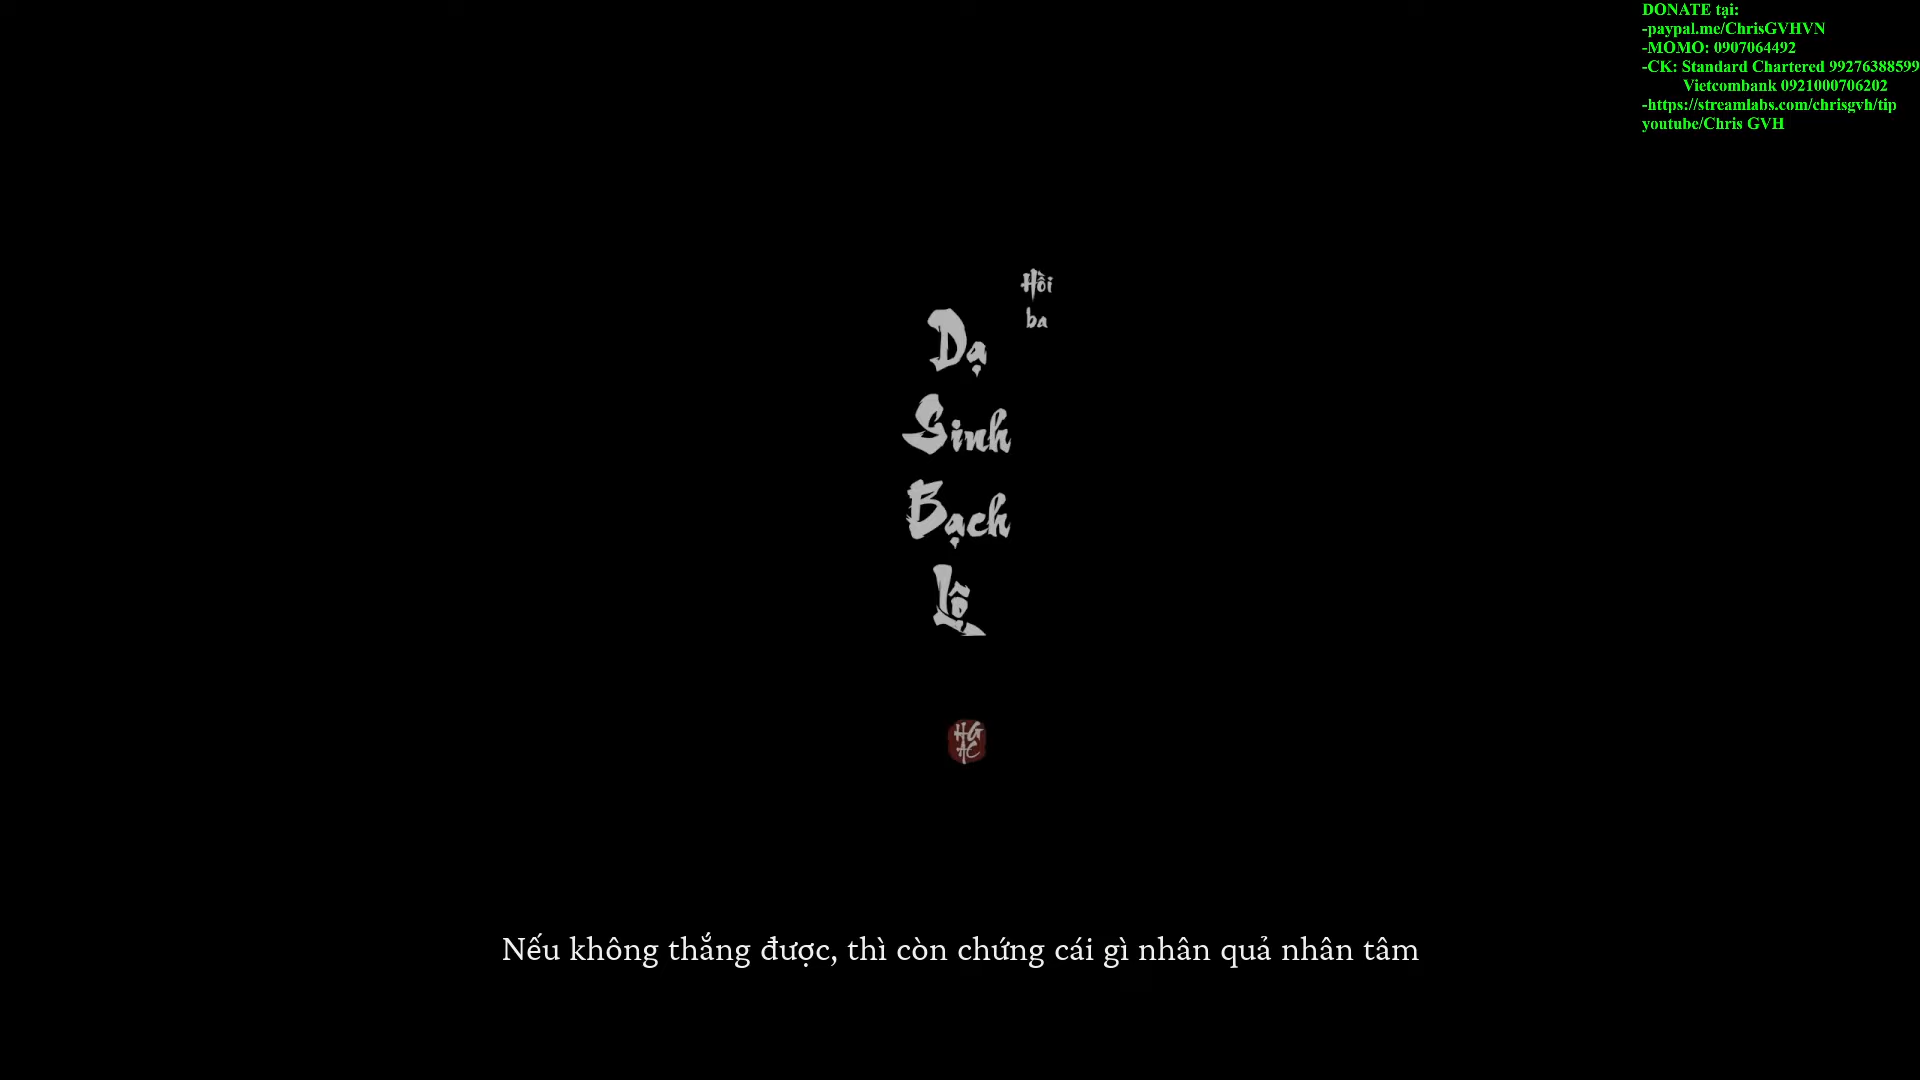 DONATE tại:
-paypal.me/ChrisGVHVN
-MOMO: 0907064492
-CK: Standard Chartered 99276388599
Vietcombank 0921000706202
-https://streamlabs.com/chrisgvh/tip
youtube/Chris GVH
Hồi
ba
Dạ
Sinh
Bạch
Lộ
HG
AC
Nếu không thắng được, thì còn chứng cái gì nhân quả nhân tâm